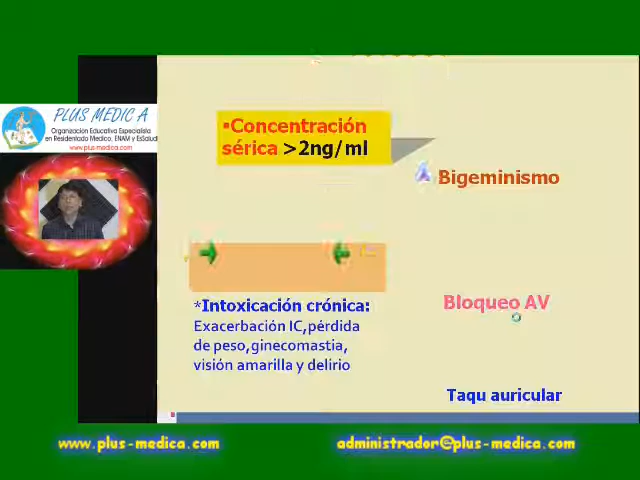 PLUS MEDIC A
Organización Educativa Especialista
en Residentado Medico, ENAM y EsSalud
www.plus-medica.com
•Concentración
sérica >2ng/ml
Bigeminismo
*Intoxicación crónica:
Exacerbación IC,pérdida
de peso,ginecomastia,
visión amarilla y delirio
Bloqueo AV
Taqu auricular
www.plus-medica.com
administrador@plus-medica.com